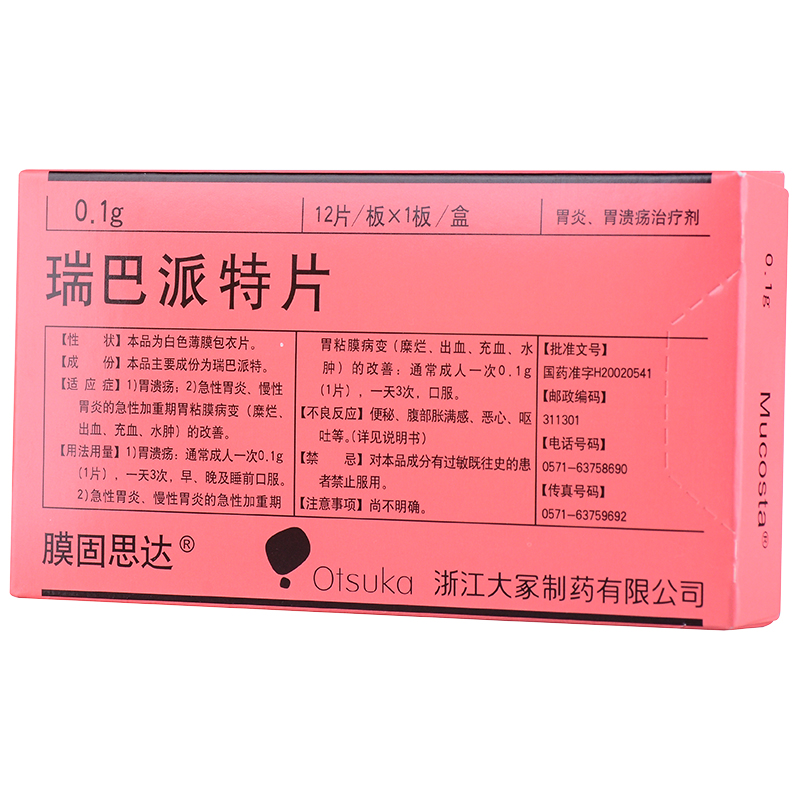 0.1g
12片/板×1板/盒
胃炎、胃溃疡治疗剂
瑞巴派特片
【性 状】本品为白色薄膜包衣片。
【成 份】本品主要成份为瑞巴派特。
【适 应 症】1)胃溃疡；2)急性胃炎、慢性
胃炎的急性加重期胃粘膜病变（糜烂、
出血、充血、水肿）的改善。
【用法用量】1)胃溃疡：通常成人一次0.1g
（1片），一天3次，早、晚及睡前口服。
2)急性胃炎、慢性胃炎的急性加重期
胃粘膜病变（糜烂、出血、充血、水
肿）的改善：通常成人一次0.1g
（1片），一天3次，口服。
【不良反应】便秘、腹部胀满感、恶心、呕
吐等。（详见说明书）
【禁 忌】对本品成分有过敏既往史的患
者禁止服用。
【注意事项】尚不明确。
【批准文号】
国药准字H20020541
【邮政编码】
311301
【电话号码】
0571-63758690
【传真号码】
0571-63759692
膜固思达®
Otsuka 浙江大冢制药有限公司
0.1g
Mucosta®